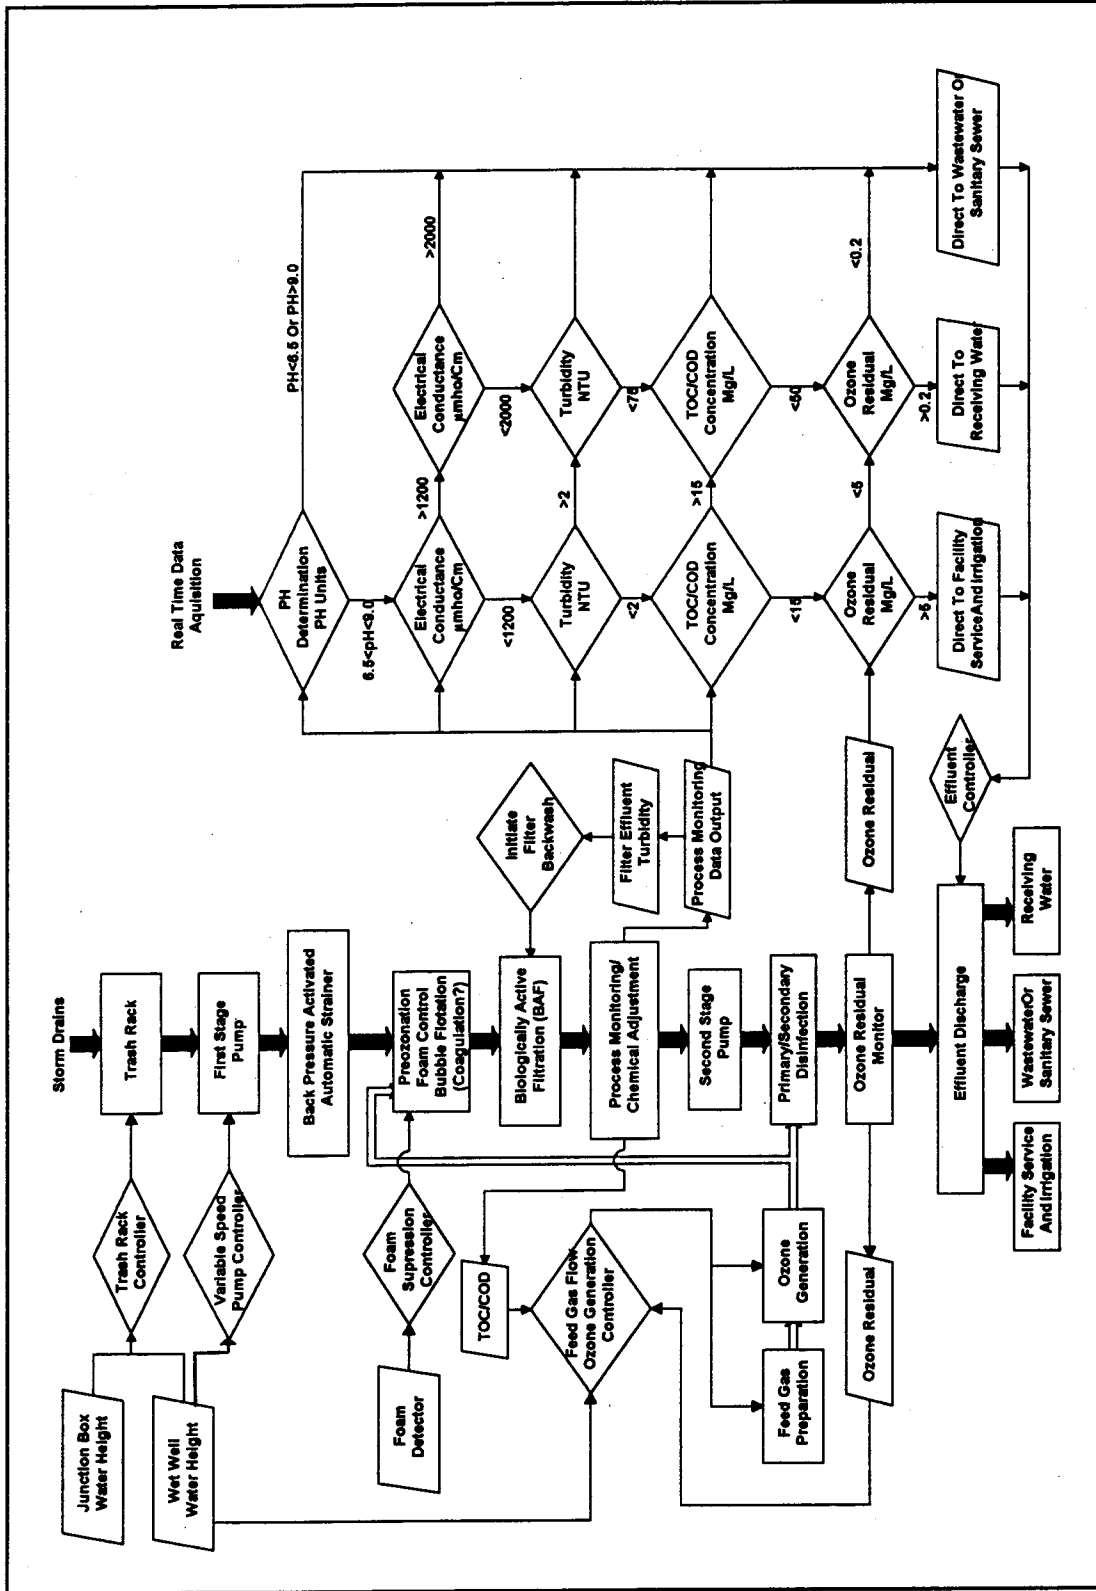 Storm Drains
Junction Box
Water Height
Trash Rack
Controller
Trash Rack
Wet Well
Water Height
Variable Speed
Pump Controller
First Stage
Pump
Back Pressure Activated
Automatic Strainer
Foam
Detector
Foam
Supression
Controller
Preozonation
Foam Control
Bubble Flotation
(Coagulation?)
TOC/COD
Biologically Active
Filtration (BAF)
Initiate
Filter
Backwash
Feed Gas Flow
Ozone Generation
Controller
Process Monitoring/
Chemical Adjustment
Filter Effluent
Turbidity
Process Monitoring
Data Output
Second Stage
Pump
Feed Gas
Preparation
Ozone
Generation
Primary/Secondary
Disinfection
Ozone Residual
Ozone Residual
Monitor
Ozone Residual
Effluent Discharge
Effluent
Controller
Facility Service
And Irrigation
WastewaterOr
Sanitary Sewer
Receiving
Water
Real Time Data
Aquisition
PH
Determination
PH Units
PH<6.5 Or PH>9.0
6.5<pH<9.0
Electrical
Conductance
µmho/Cm
>1200
Electrical
Conductance
µmho/Cm
>2000
<1200
<2000
Turbidity
NTU
>2
Turbidity
NTU
<2
<75
TOC/COD
Concentration
Mg/L
>15
TOC/COD
Concentration
Mg/L
<15
<50
Ozone
Residual
Mg/L
<5
Ozone
Residual
Mg/L
<0.2
>5
>0.2
Direct To Facility
ServiceAndIrrigation
Direct To
Receiving Water
Direct To Wastewater Or
Sanitary Sewer